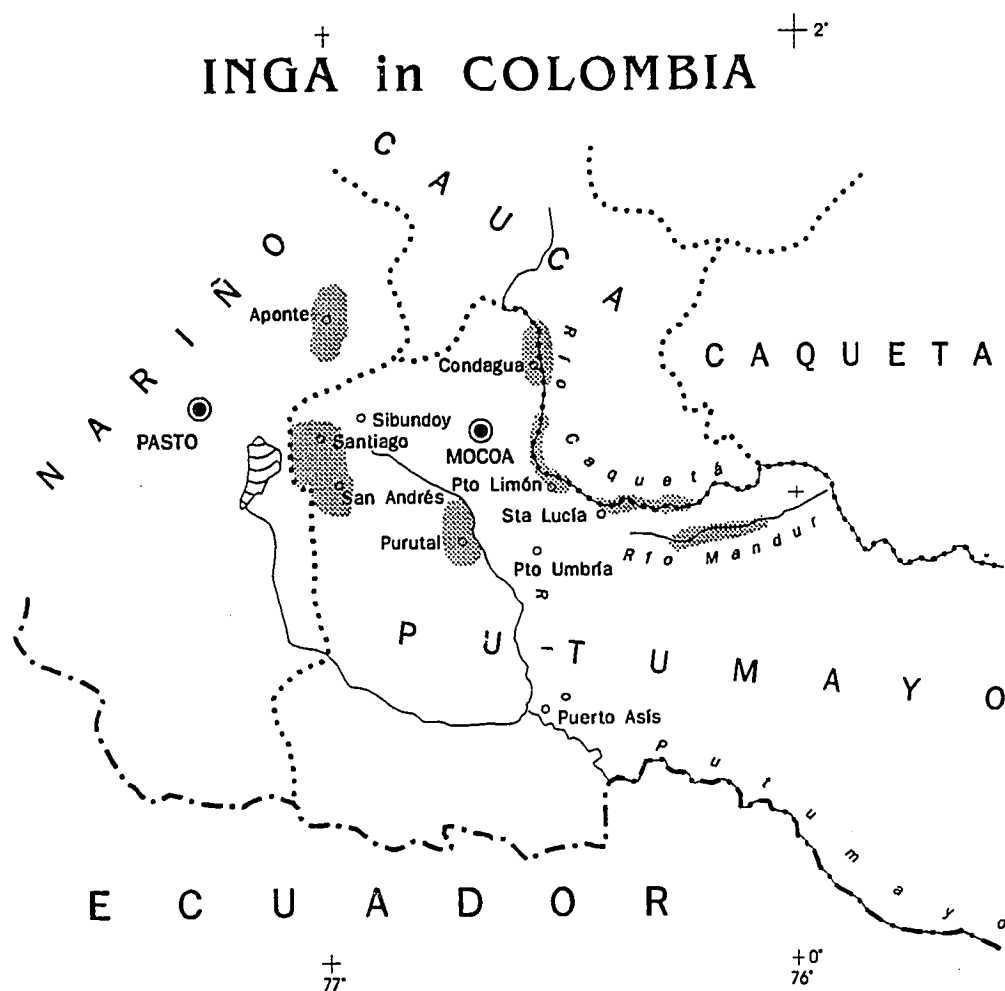 2°
INGA in COLOMBIA
CAUCA
NARIÑO
Aponte
CAQUETA
Condagua
Río Caquetá
Sibundoy
PASTO
Santiago
MOCOA
San Andrés
Pto Limón
Sta Lucía
Purutal
Río Mandur
Pto Umbría
R
PUTUMAYO
Puerto Asís
Putumayo
ECUADOR
0°
77°
76°